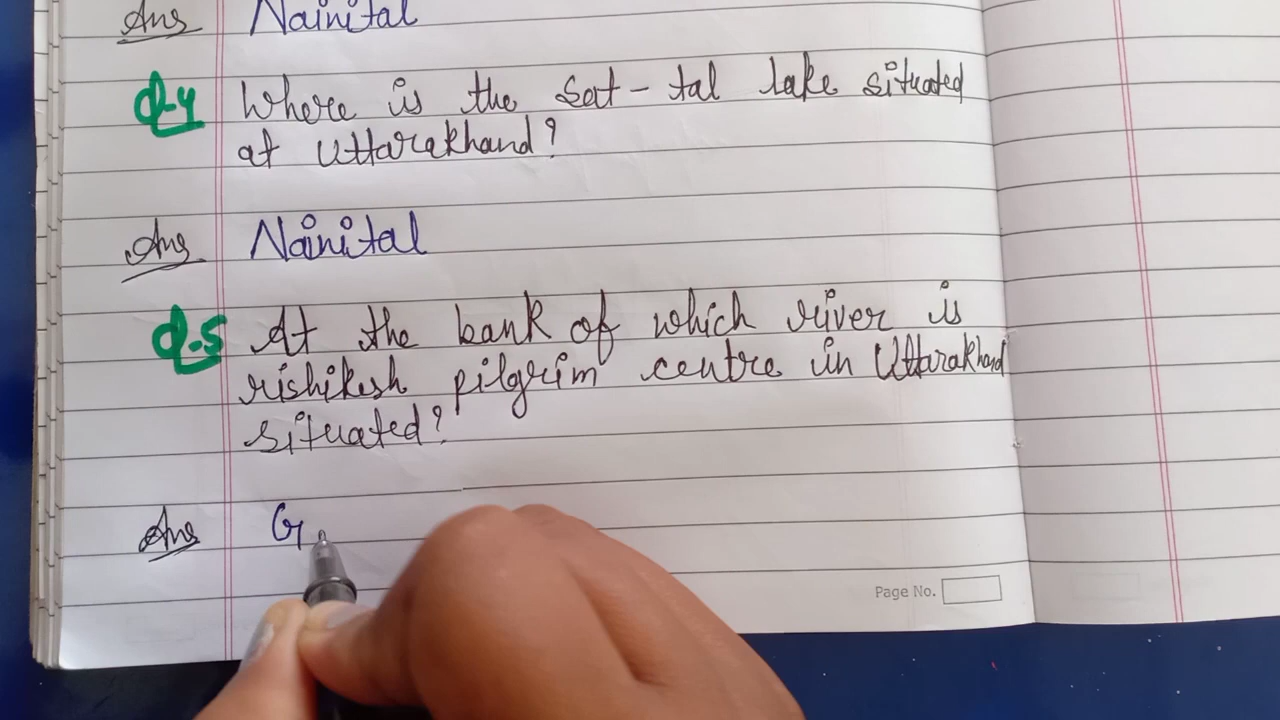 Ans Nainital
Q-4 Where is the Sat-tal lake situated
at Uttarakhand?
Ans Nainital
Q-5 At the bank of which river is
rishikesh pilgrim centre in Uttarakhand
situated?
Ans G
Page No.